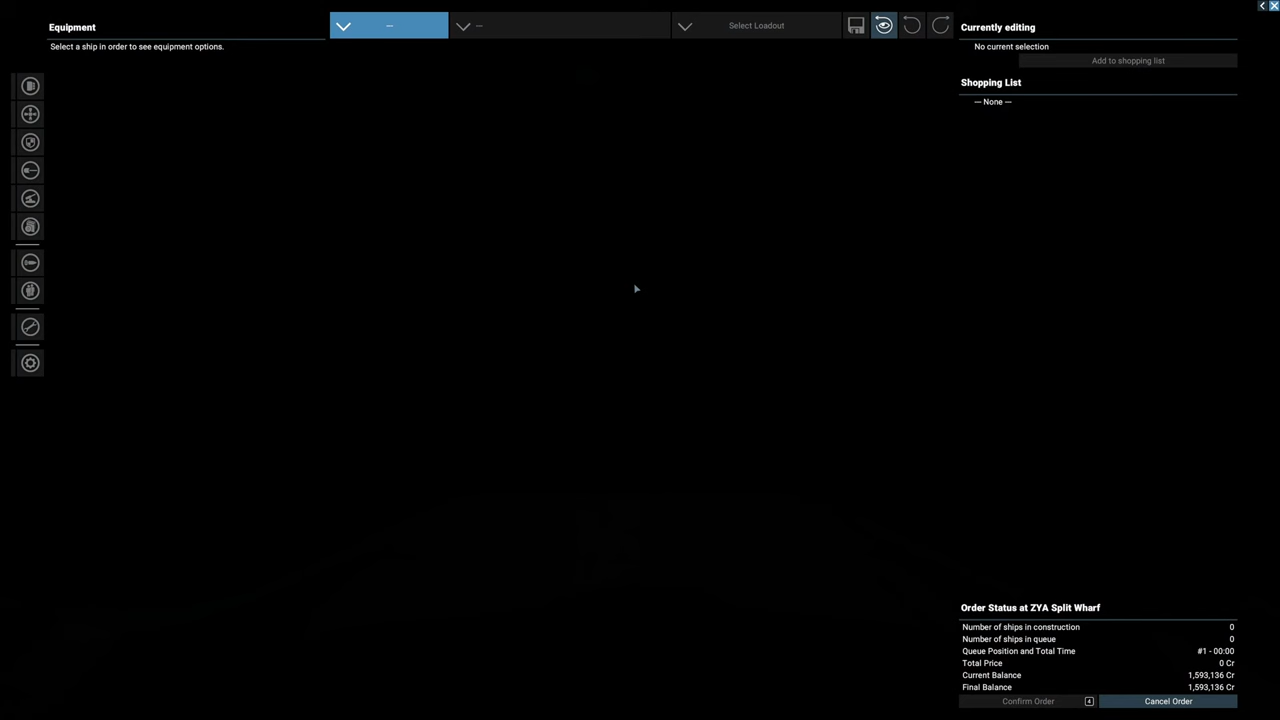 Equipment
Select a ship in order to see equipment options.
—
—
Select Loadout
Currently editing
No current selection
Add to shopping list
Shopping List
— None —
Order Status at ZYA Split Wharf
Number of ships in construction 0
Number of ships in queue 0
Queue Position and Total Time #1 - 00:00
Total Price 0 Cr
Current Balance 1,593,136 Cr
Final Balance 1,593,136 Cr
Confirm Order 4 Cancel Order